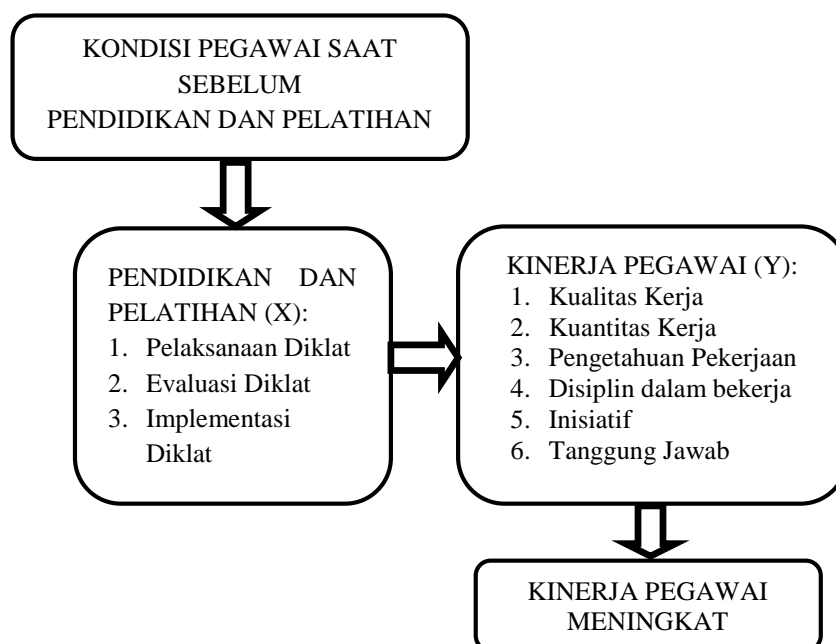 KONDISI PEGAWAI SAAT
SEBELUM
PENDIDIKAN DAN PELATIHAN
PENDIDIKAN DAN
PELATIHAN (X):
1. Pelaksanaan Diklat
2. Evaluasi Diklat
3. Implementasi
Diklat
KINERJA PEGAWAI (Y):
1. Kualitas Kerja
2. Kuantitas Kerja
3. Pengetahuan Pekerjaan
4. Disiplin dalam bekerja
5. Inisiatif
6. Tanggung Jawab
KINERJA PEGAWAI
MENINGKAT